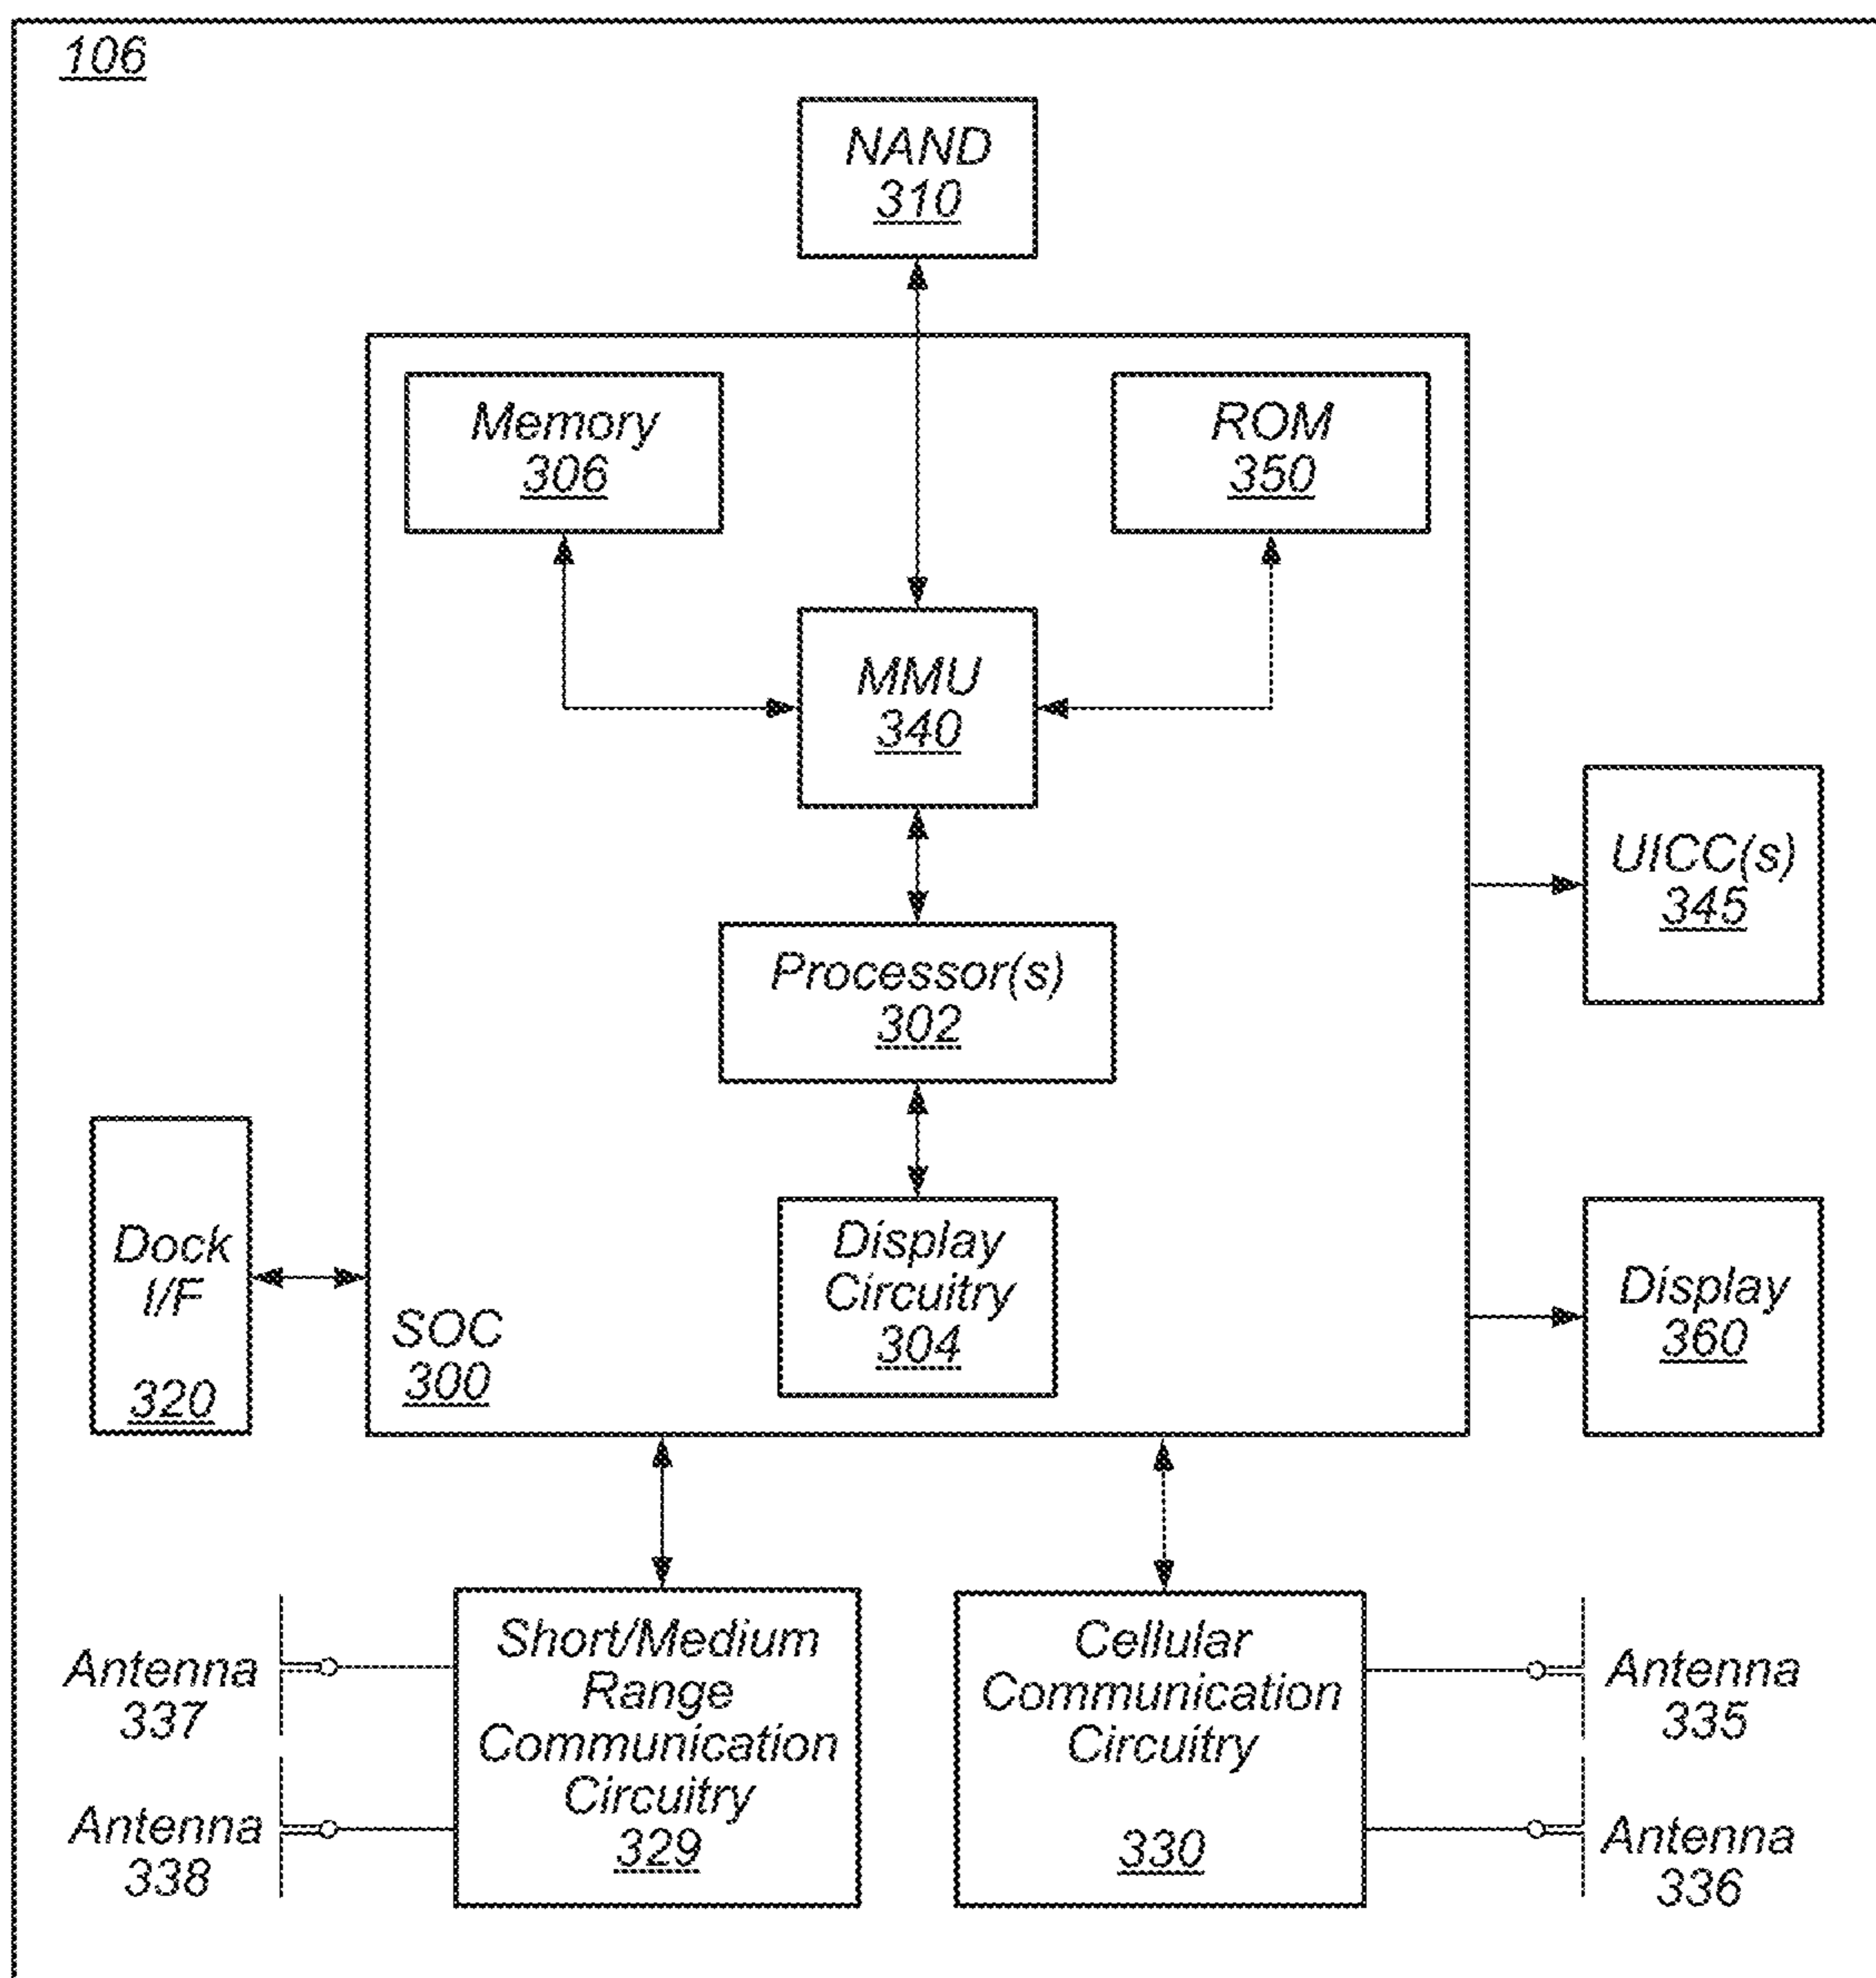 106
NAND
310
Memory
306
ROM
350
MMU
340
UICC(s)
345
Processor(s)
302
Dock
I/F
320
Display
Circuitry
304
SOC
300
Display
360
Short/Medium
Range
Communication
Circuitry
329
Cellular
Communication
Circuitry
330
Antenna
337
Antenna
338
Antenna
335
Antenna
336